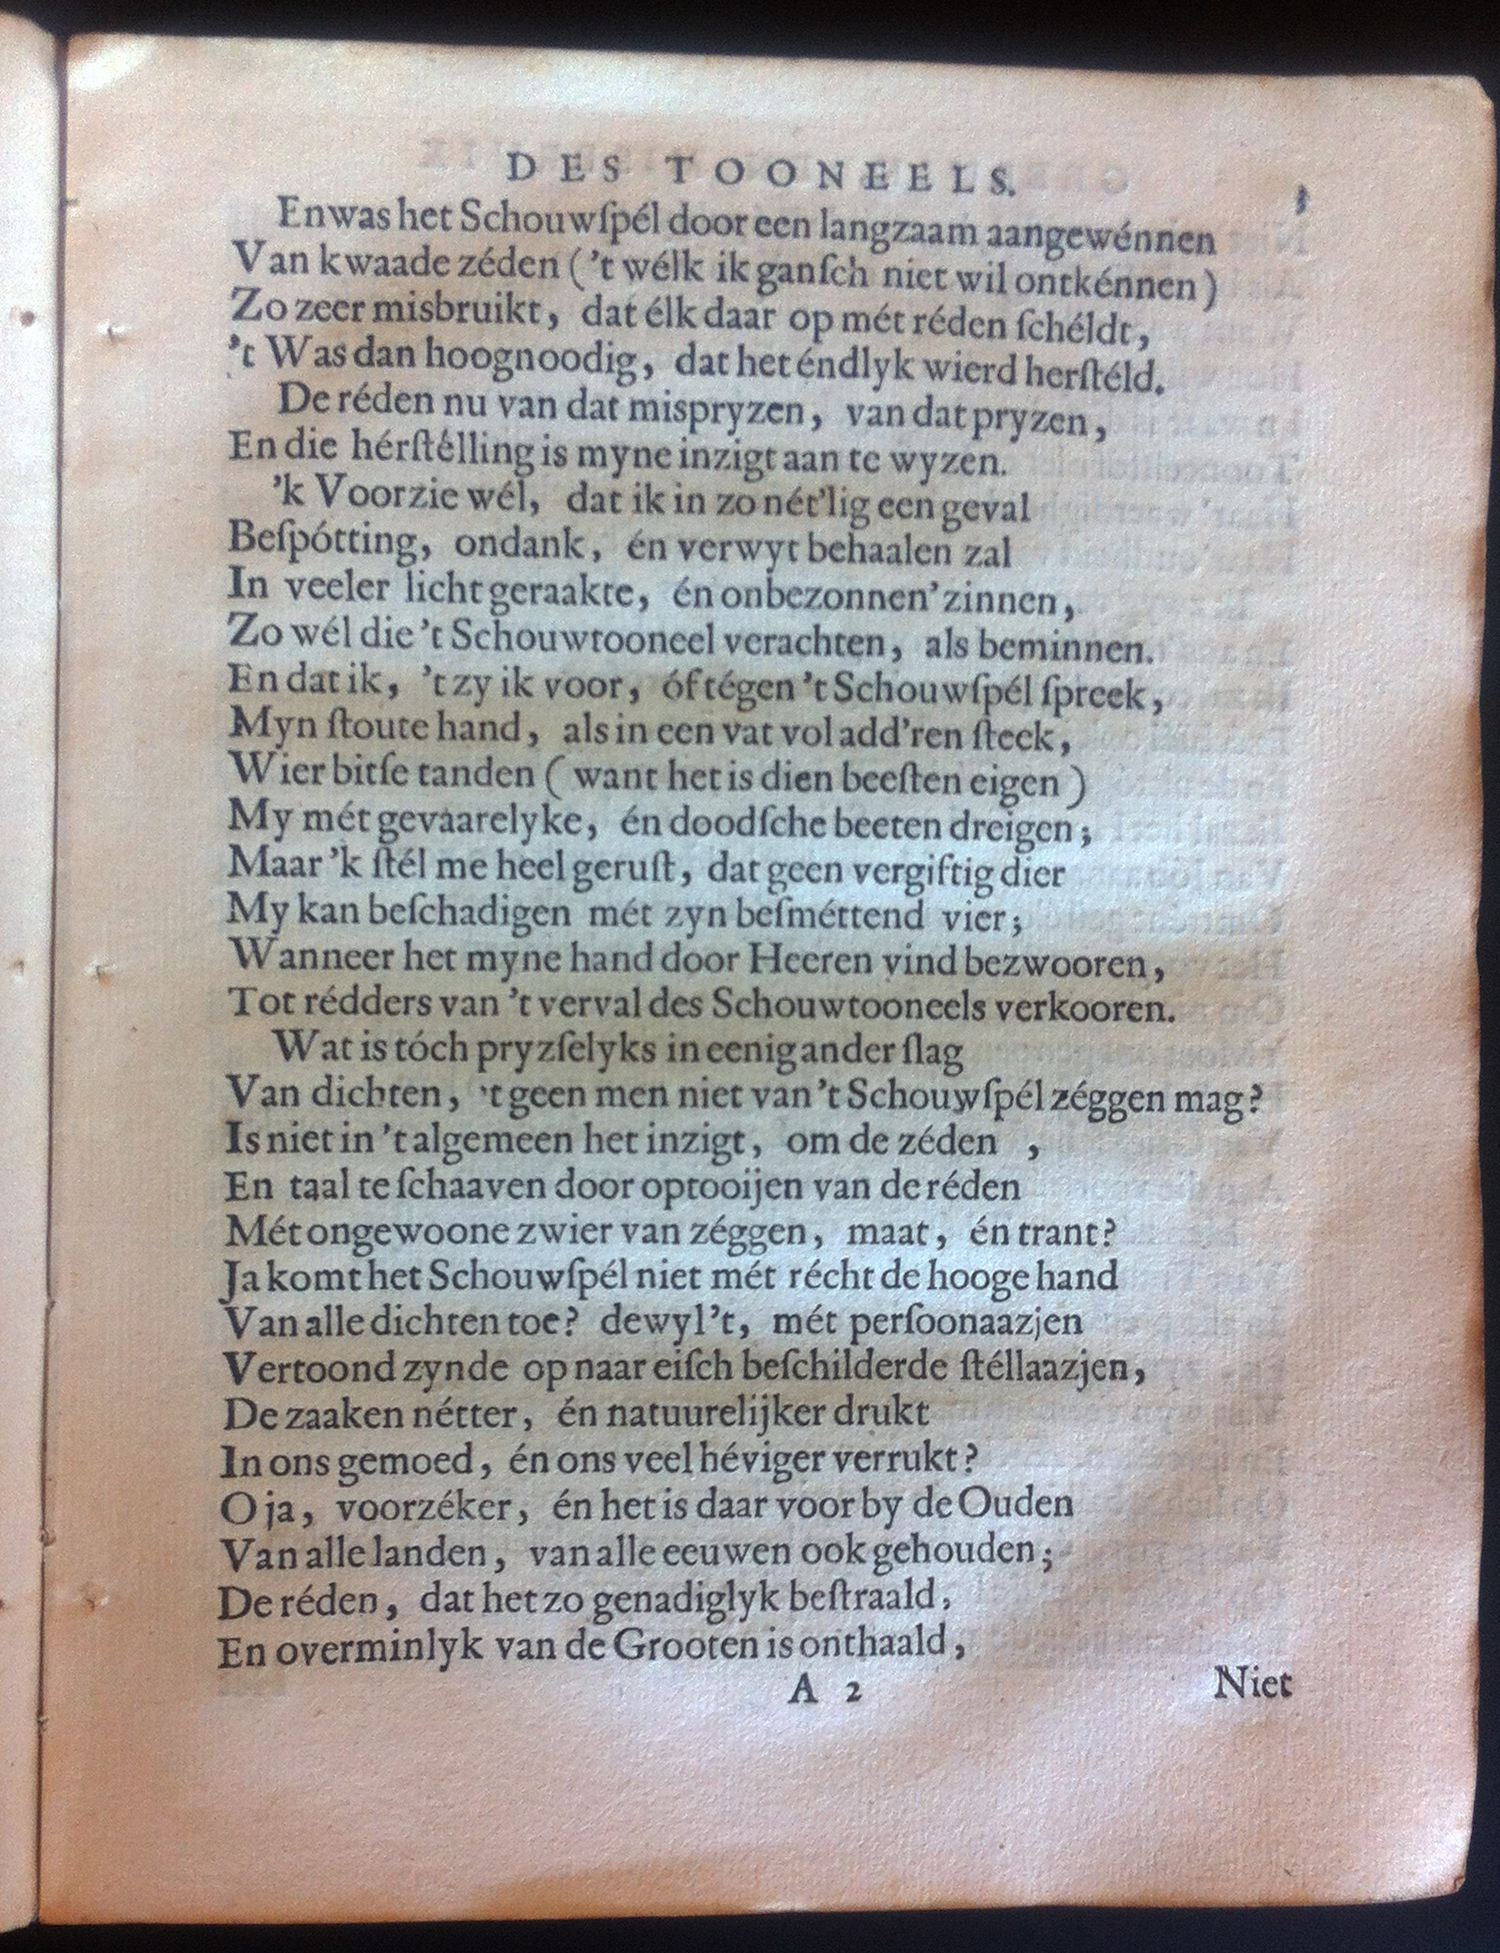 DES TOONEELS.
En was het Schouwſpél door een langzaam aangewénnen
Van kwaade zéden ('t wélk ik ganſch niet wil ontkénnen)
Zo zeer misbruikt, dat élk daar op mét réden ſchéldt,
't Was dan hoognoodig, dat het éndlyk wierd herſtéld.
De réden nu van dat mispryzen, van dat pryzen,
En die hérſtélling is myne inzigt aan te wyzen.
'k Voorzie wél, dat ik in zo nét'lig een geval
Beſpótting, ondank, én verwyt behaalen zal
In veeler licht geraakte, én onbezonnen' zinnen,
Zo wél die 't Schouwtooneel verachten, als beminnen.
En dat ik, 't zy ik voor, óf tégen 't Schouwſpél ſpreek,
Myn ſtoute hand, als in een vat vol add'ren ſteek,
Wier bitſe tanden (want het is dien beeſten eigen)
My mét gevaarelyke, én doodſche beeten dreigen;
Maar 'k ſtél me heel geruſt, dat geen vergiftig dier
My kan beſchadigen mét zyn beſméttend vier;
Wanneer het myne hand door Heeren vind bezwooren,
Tot rédders van 't verval des Schouwtooneels verkooren.
Wat is tóch pryzſelyks in eenig ander ſlag
Van dichten, 't geen men niet van 't Schouwſpél zéggen mag?
Is niet in 't algemeen het inzigt, om de zéden ,
En taal te ſchaaven door optooijen van de réden
Mét ongewoone zwier van zéggen, maat, én trant?
Ja komt het Schouwſpél niet mét récht de hooge hand
Van alle dichten toe? dewyl 't, mét perſoonaazjen
Vertoond zynde op naar eiſch beſchilderde ſtéllaazjen,
De zaaken nétter, én natuurelijker drukt
In ons gemoed, én ons veel héviger verrukt?
O ja, voorzéker, én het is daar voor by de Ouden
Van alle landen, van alle eeuwen ook gehouden;
De réden, dat het zo genadiglyk beſtraald,
En overminlyk van de Grooten is onthaald,
A 2 Niet